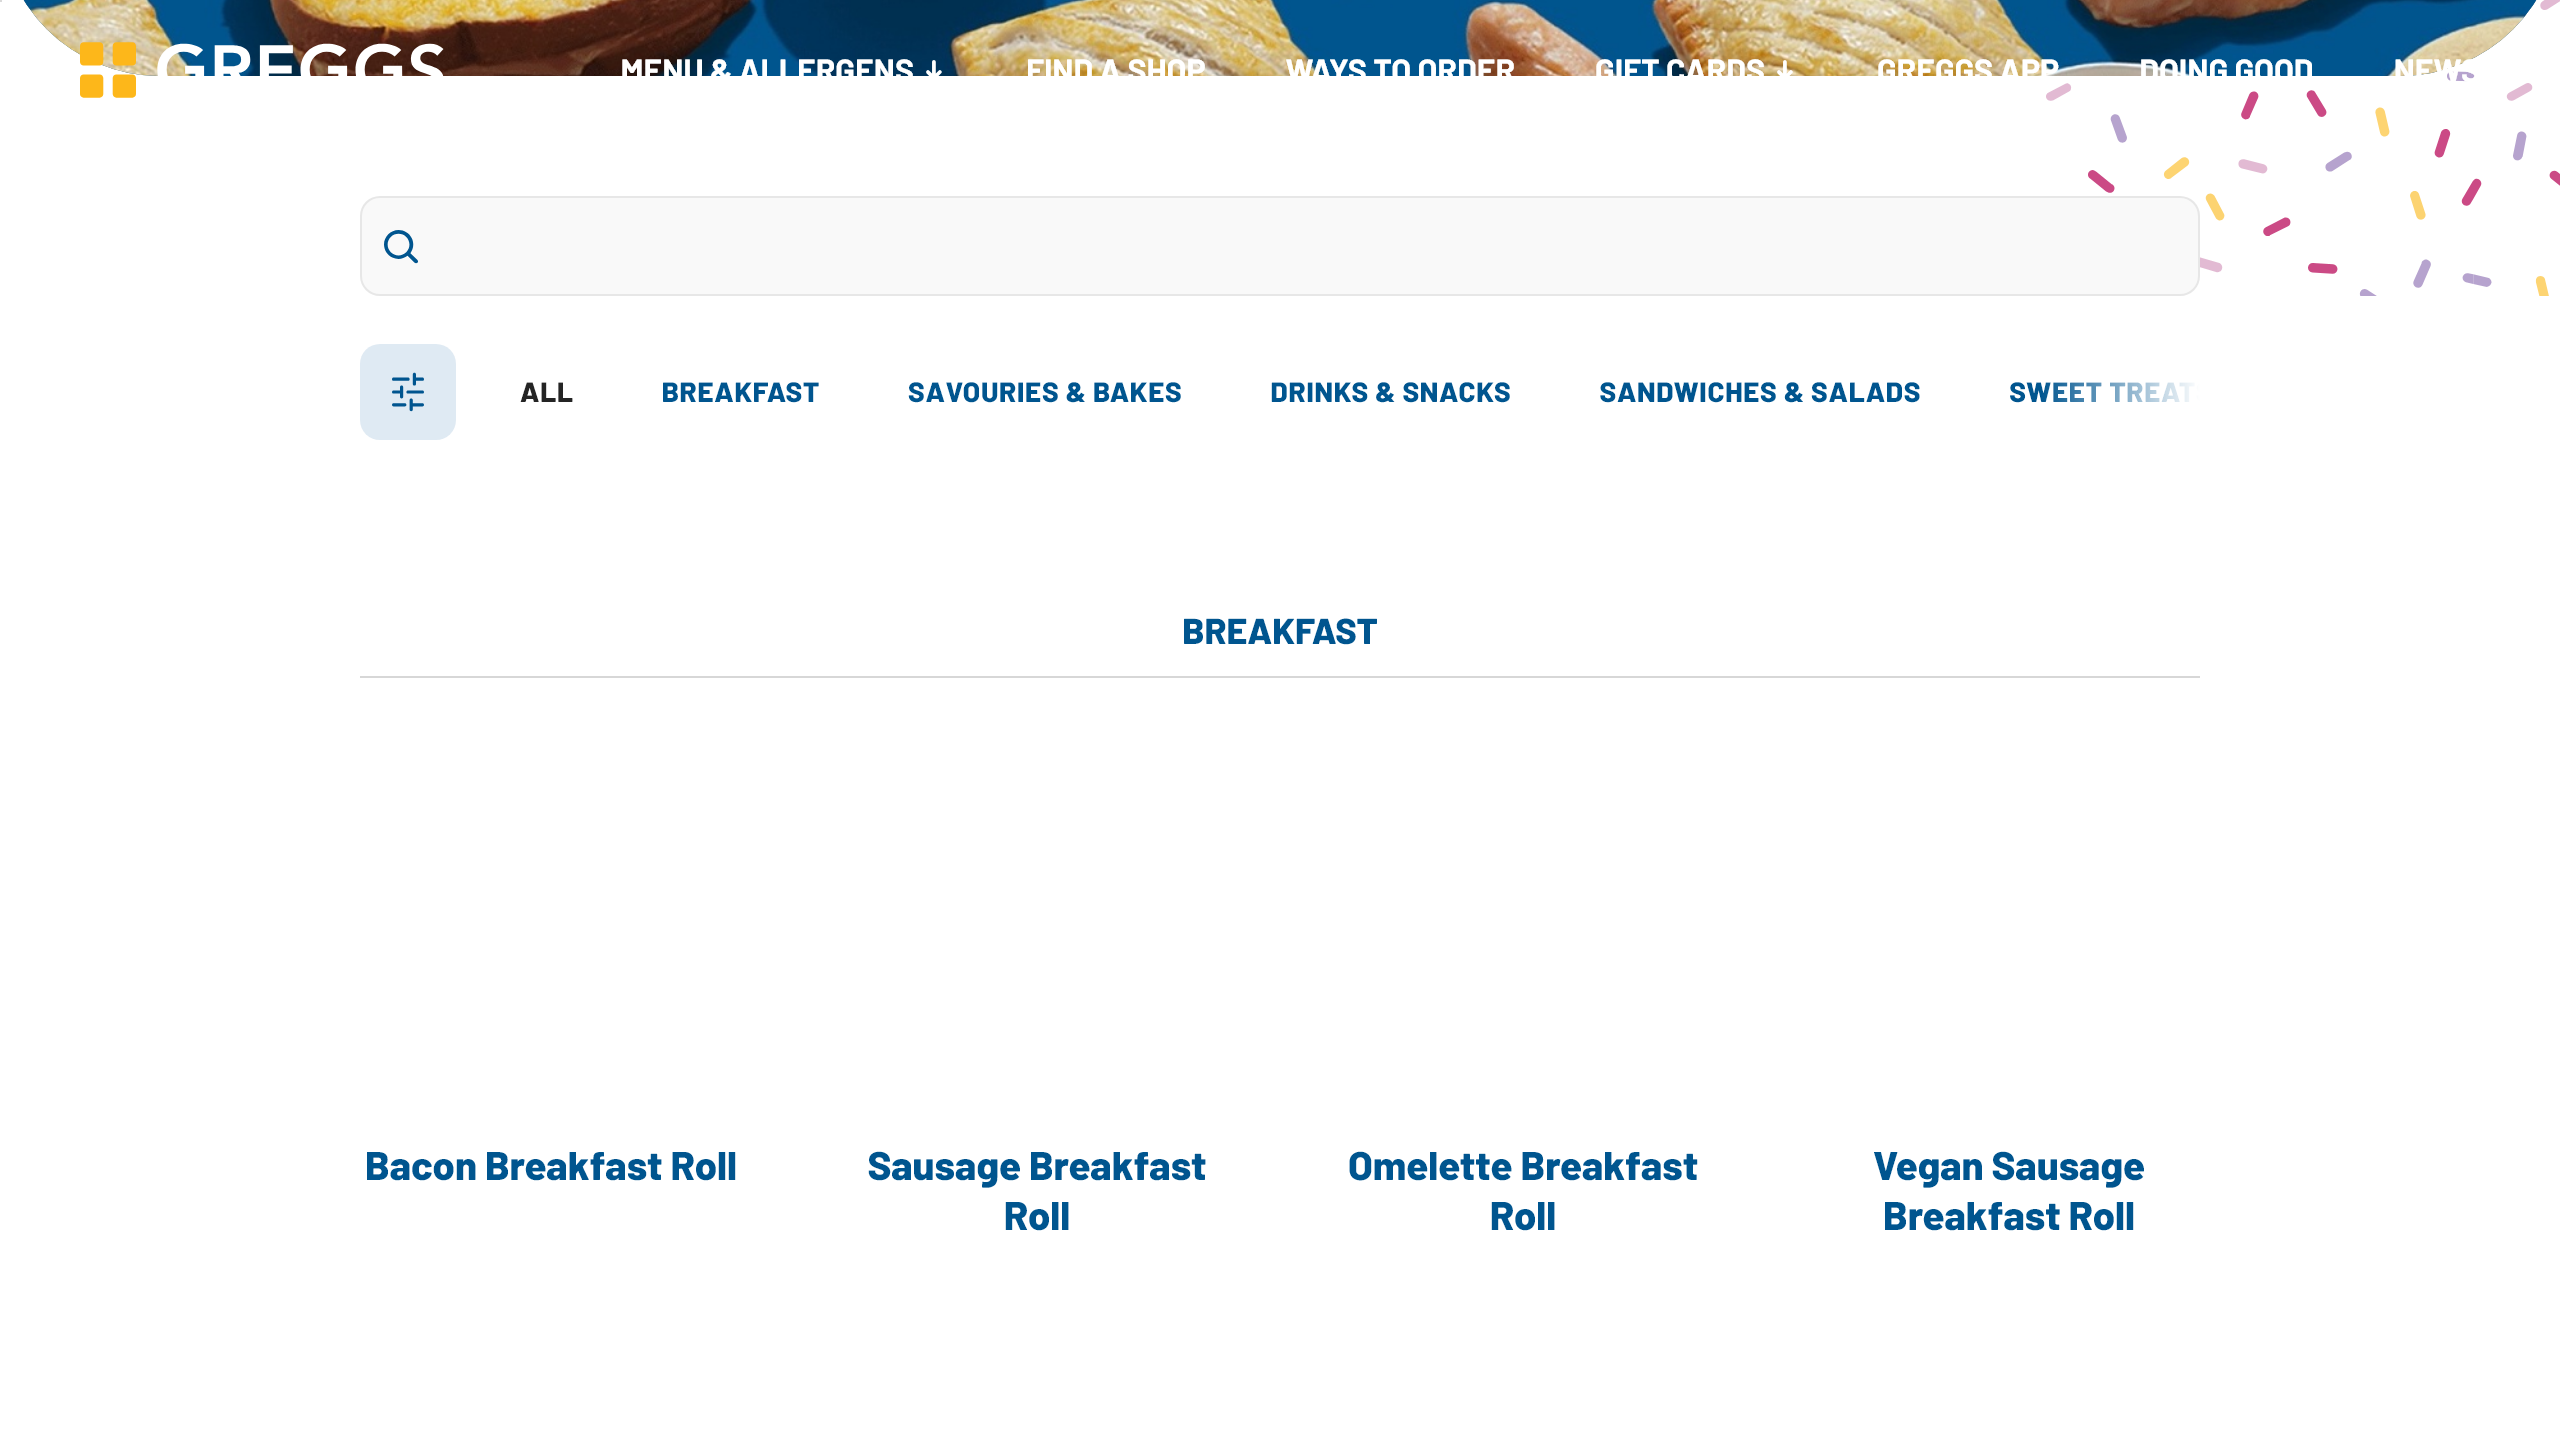 GREGGS
MENU & ALLERGENS ↓ FIND A SHOP WAYS TO ORDER GIFT CARDS ↓ GREGGS APP DOING GOOD NEWS
ALL BREAKFAST SAVOURIES & BAKES DRINKS & SNACKS SANDWICHES & SALADS SWEET TREAT
BREAKFAST
Bacon Breakfast Roll
Sausage Breakfast
Roll
Omelette Breakfast
Roll
Vegan Sausage
Breakfast Roll